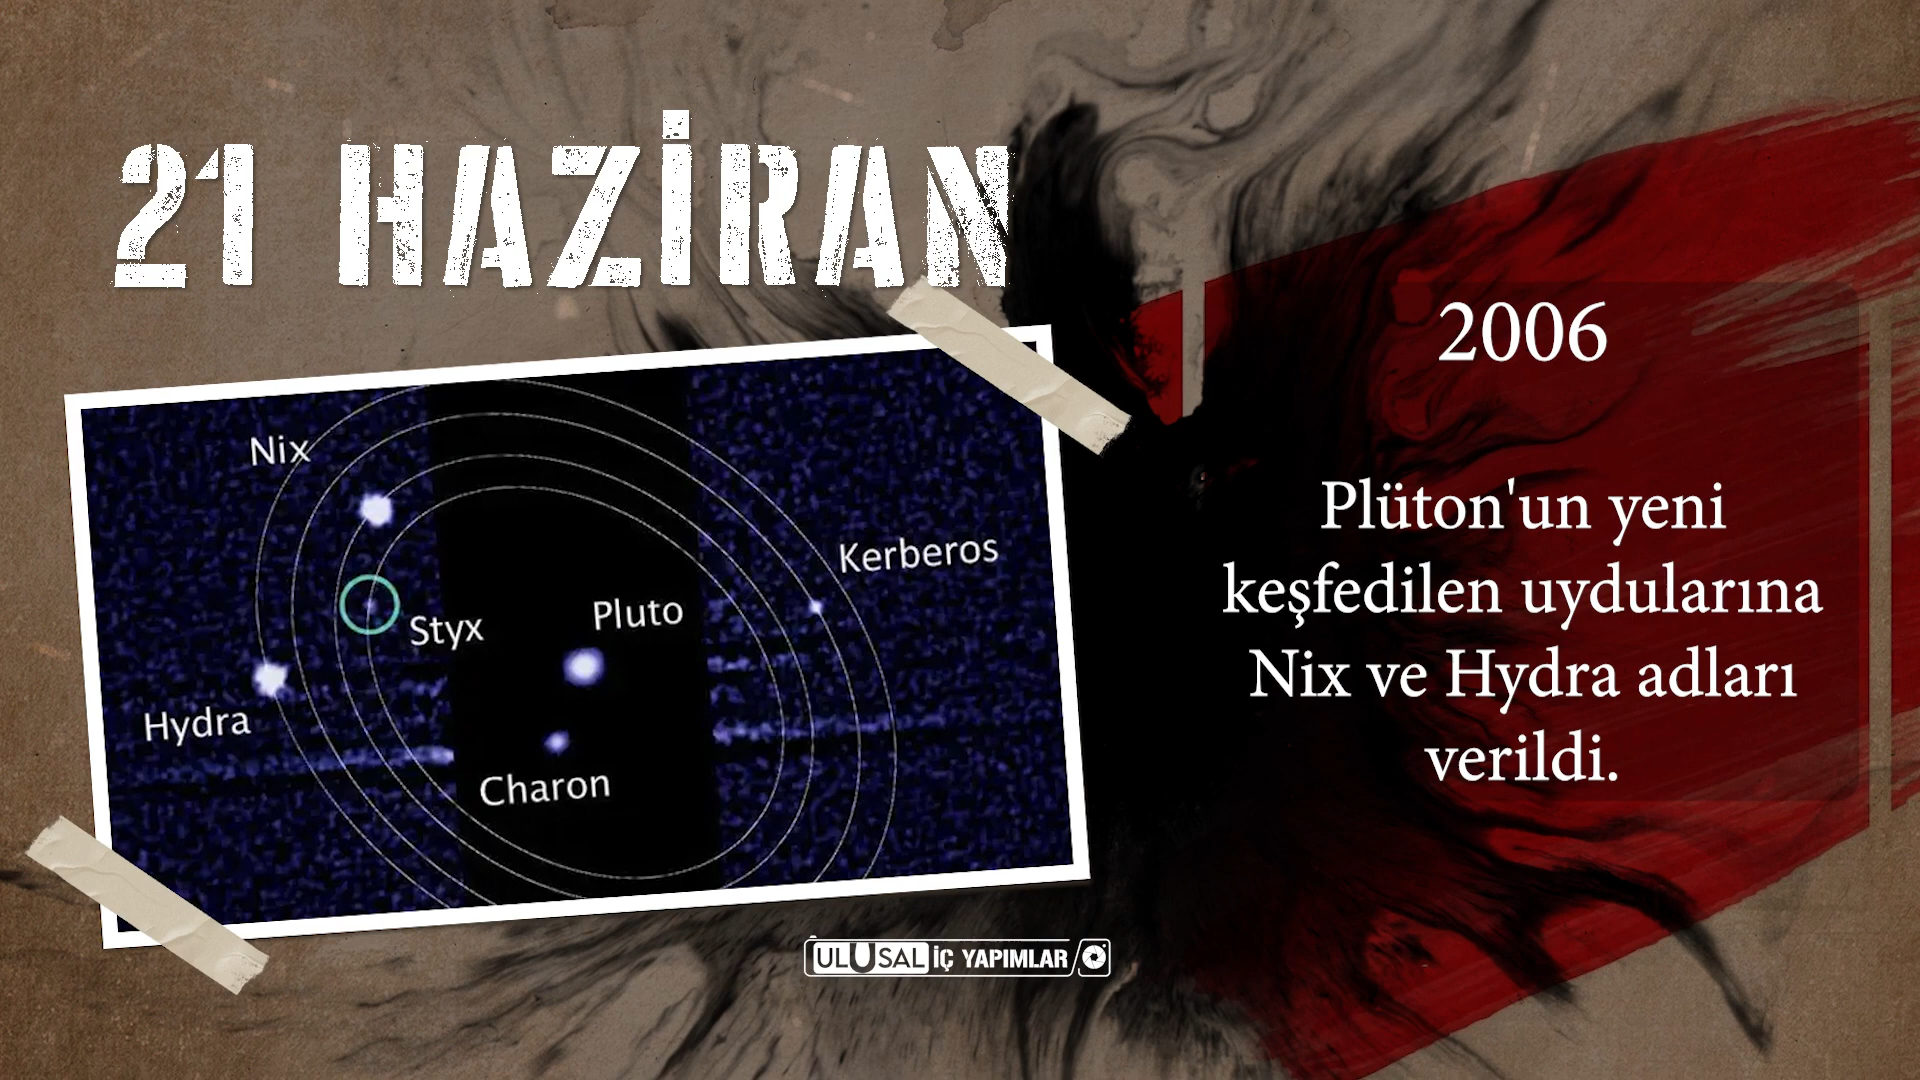 21 HAZİRAN
2006
Plüton'un yeni
keşfedilen uydularına
Nix ve Hydra adları
verildi.
Nix
Kerberos
Styx
Pluto
Hydra
Charon
ULUSAL İÇ YAPIMLAR